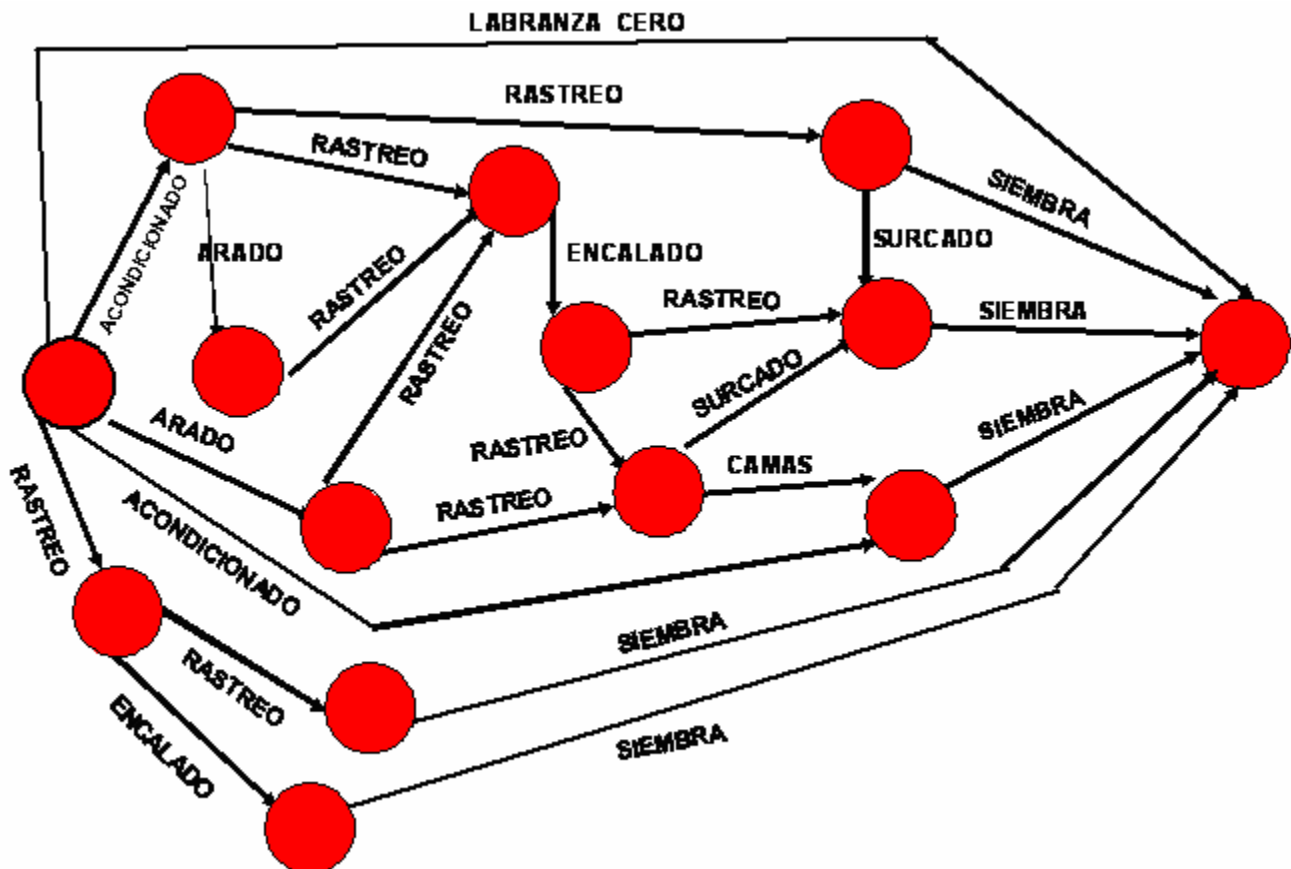 LABRANZA CERO
RASTREO
RASTREO
ACONDICIONADO
SIEMBRA
ARADO
RASTREO
ENCALADO
SURCADO
RASTREO
RASTREO
SIEMBRA
SURCADO
ARADO
RASTREO
SIEMBRA
CAMAS
RASTREO
RASTREO
ACONDICIONADO
SIEMBRA
RASTREO
ENCALADO
SIEMBRA